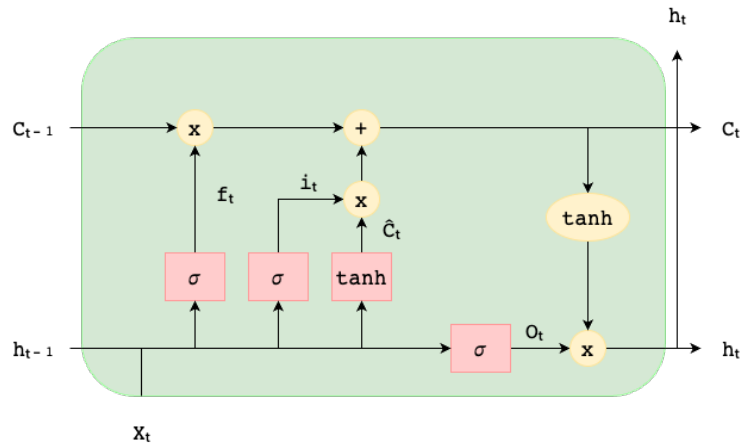 hₜ
Cₜ₋₁ x + Cₜ
iₜ
fₜ x
Ĉₜ tanh
σ σ tanh
Oₜ
hₜ₋₁ σ x hₜ
Xₜ